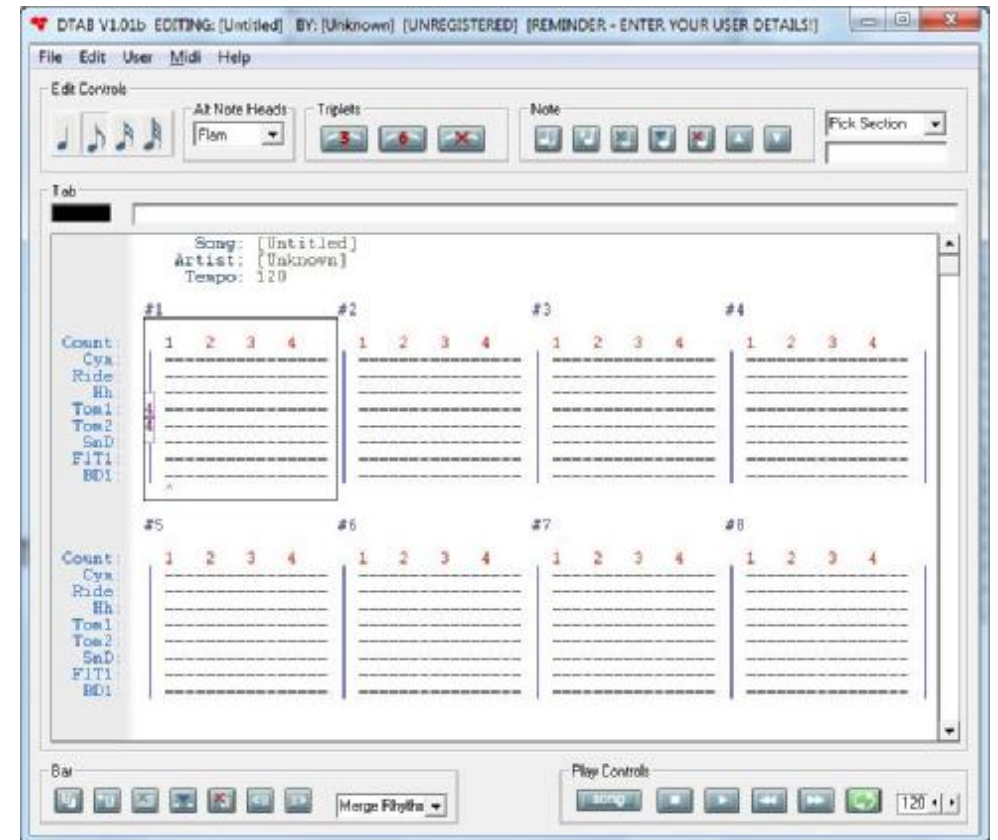 DTAB V1.01b EDITING: [Untitled] BY: [Unknown] [UNREGISTERED] [REMINDER - ENTER YOUR USER DETAILS!]
File Edit User Midi Help
Edit Controls
Alt Note Heads
Triplets
Note
Flam
3 6
Pick Section
Tab
Song: [Untitled]
Artist: [Unknown]
Tempo: 120
#1 #2 #3 #4
Count: 1 2 3 4 1 2 3 4 1 2 3 4 1 2 3 4
Cym:
Ride:
Hh:
Tom1:
Tom2:
SnD:
FlT1:
BD1:
#5 #6 #7 #8
Count: 1 2 3 4 1 2 3 4 1 2 3 4 1 2 3 4
Cym:
Ride:
Hh:
Tom1:
Tom2:
SnD:
FlT1:
BD1:
Bar
Play Controls
Merge Rhythm
song
120